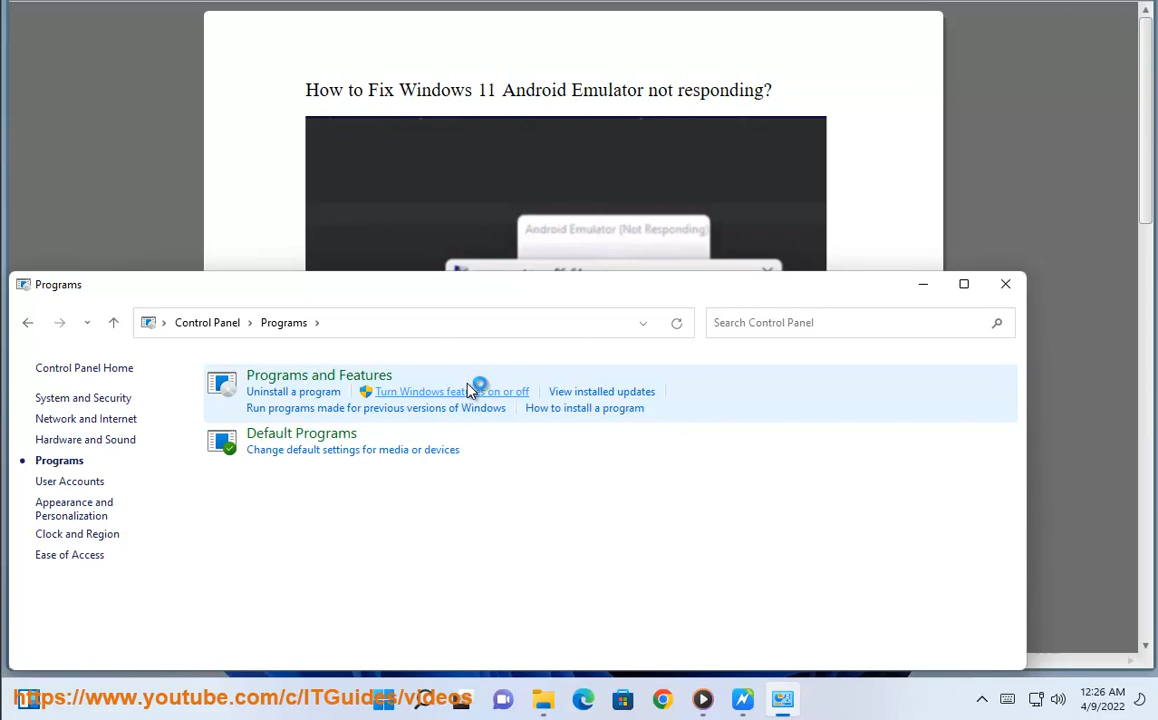 How to Fix Windows 11 Android Emulator not responding?
Android Emulator (Not Responding)
Programs
Control Panel > Programs >
Search Control Panel
Control Panel Home
System and Security
Network and Internet
Hardware and Sound
Programs
User Accounts
Appearance and
Personalization
Clock and Region
Ease of Access
Programs and Features
Uninstall a program
Turn Windows features on or off
View installed updates
Run programs made for previous versions of Windows
How to install a program
Default Programs
Change default settings for media or devices
https://www.youtube.com/c/ITGuides/videos
12:26 AM
4/9/2022